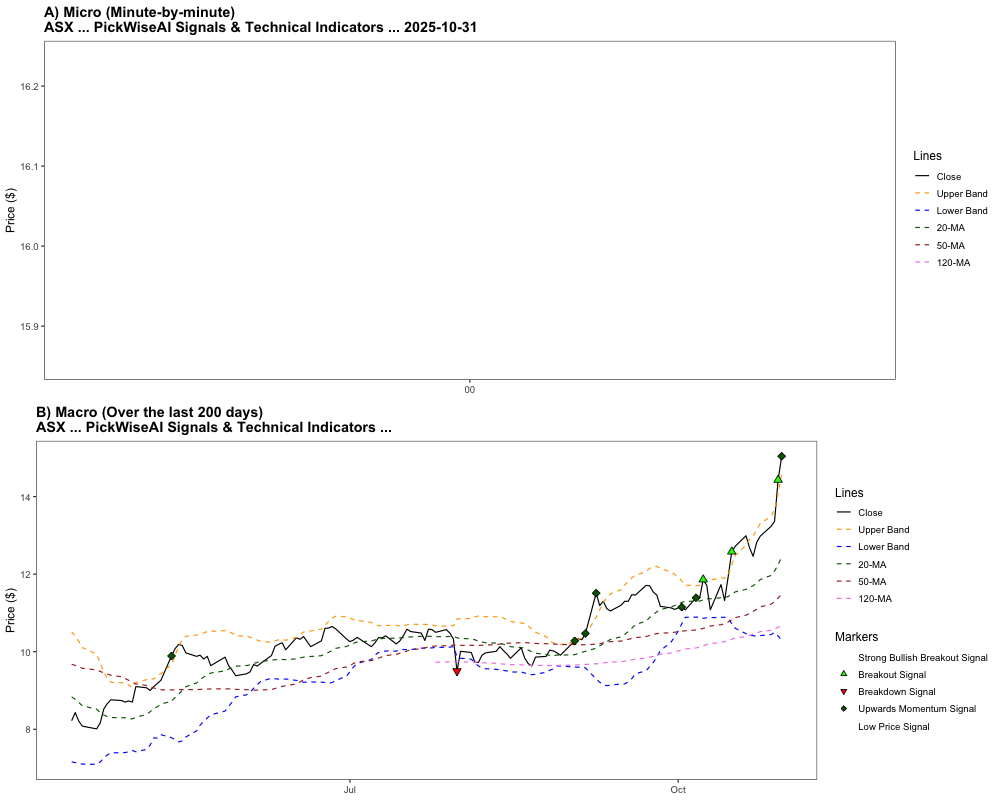 A) Micro (Minute-by-minute)
ASX ... PickWiseAI Signals & Technical Indicators ... 2025-10-31
Price ($)
16.2
16.1
16.0
15.9
00
Lines
Close
Upper Band
Lower Band
20-MA
50-MA
120-MA
B) Macro (Over the last 200 days)
ASX ... PickWiseAI Signals & Technical Indicators ...
Price ($)
14
12
10
8
Jul
Oct
Lines
Close
Upper Band
Lower Band
20-MA
50-MA
120-MA
Markers
Strong Bullish Breakout Signal
Breakout Signal
Breakdown Signal
Upwards Momentum Signal
Low Price Signal